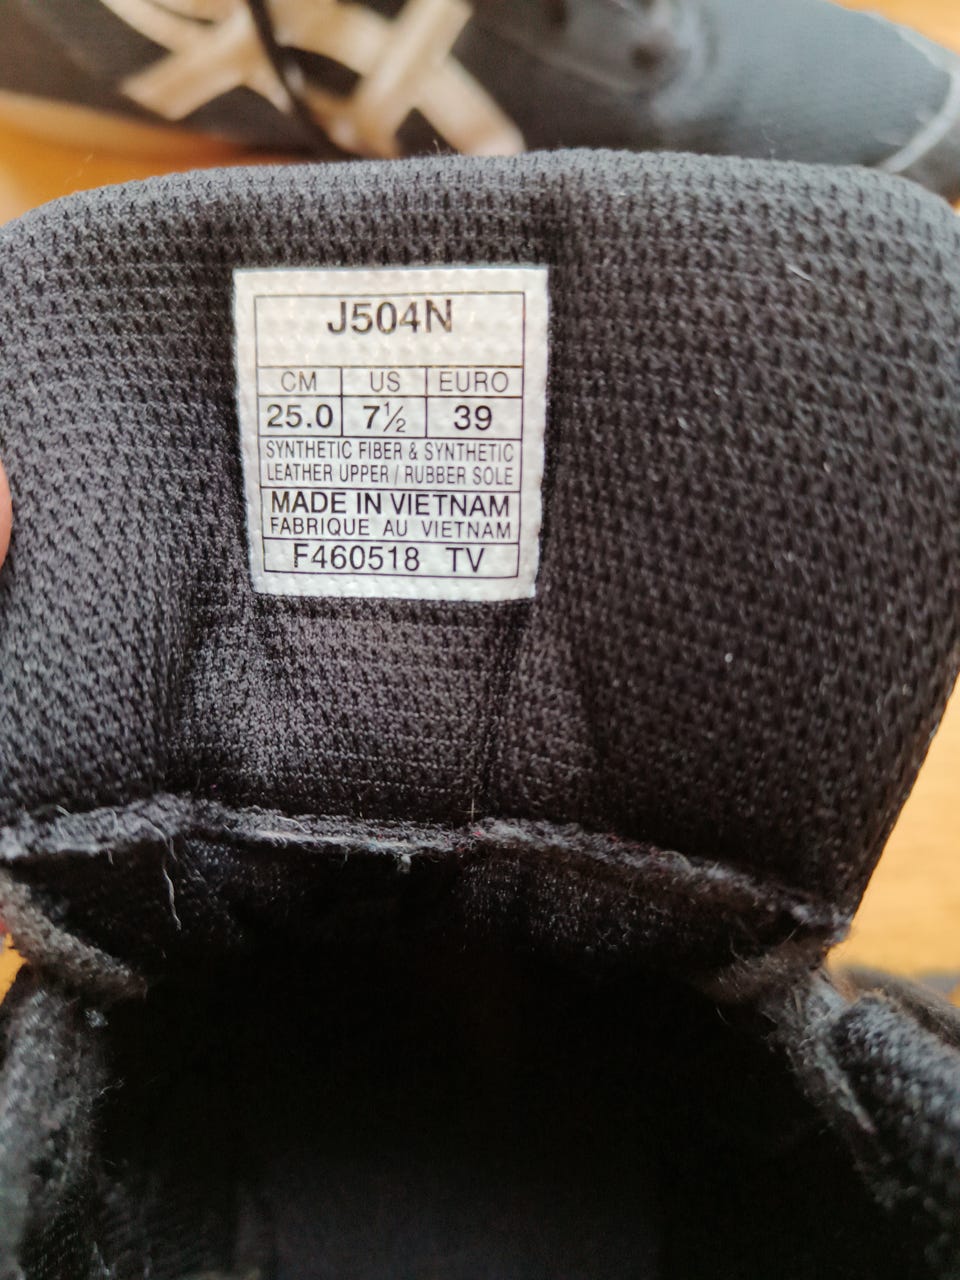 J504N
CM US EURO
25.0 7½ 39
SYNTHETIC FIBER & SYNTHETIC
LEATHER UPPER / RUBBER SOLE
MADE IN VIETNAM
FABRIQUE AU VIETNAM
F460518 TV